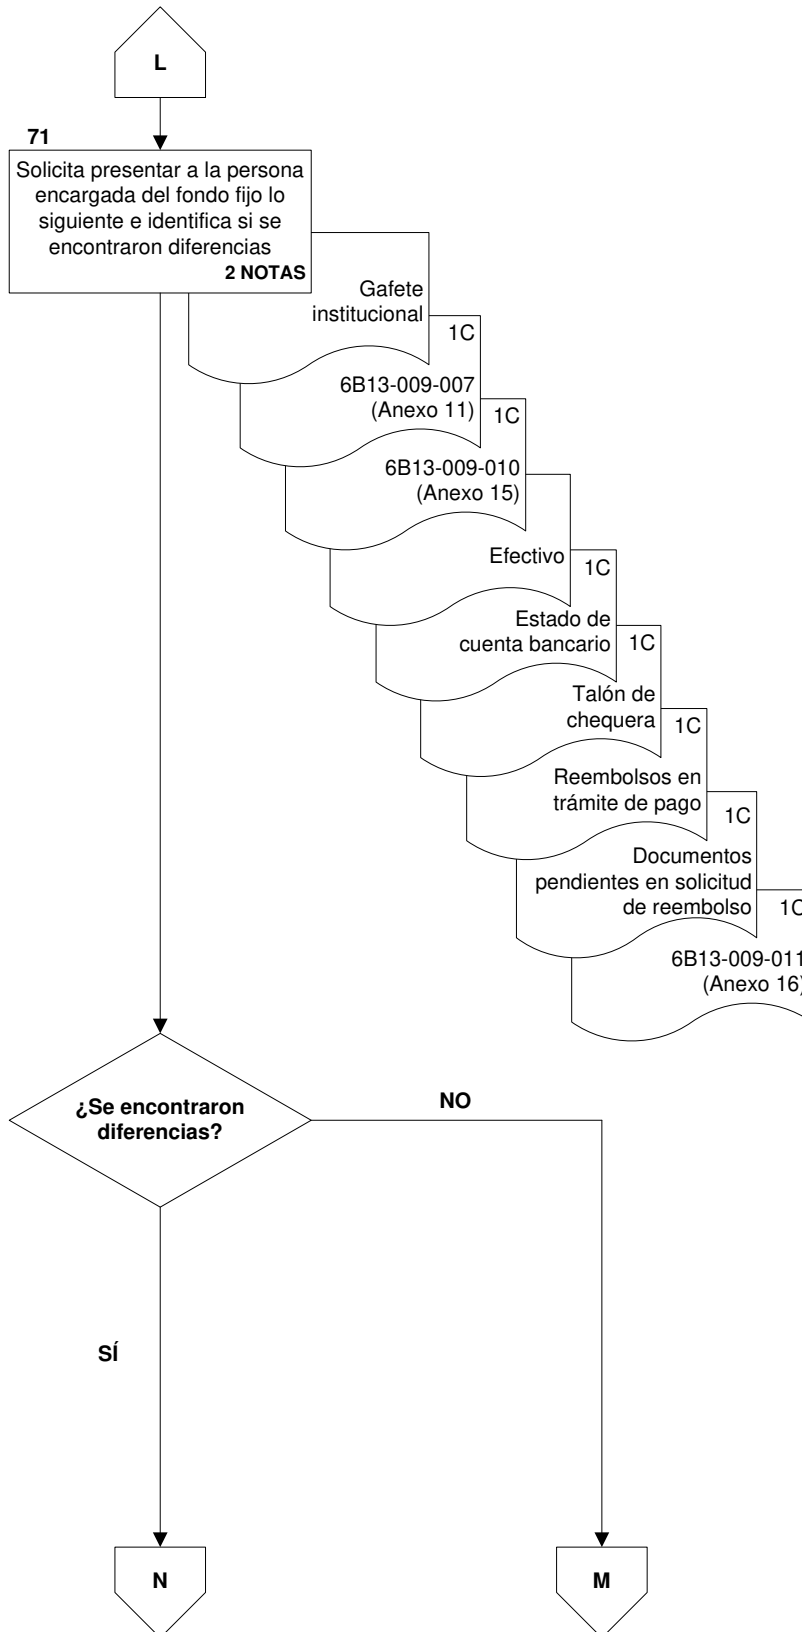 L
71
Solicita presentar a la persona
encargada del fondo fijo lo
siguiente e identifica si se
encontraron diferencias
2 NOTAS
Gafete
institucional
1C
6B13-009-007
(Anexo 11)
1C
6B13-009-010
(Anexo 15)
Efectivo
1C
Estado de
cuenta bancario
1C
Talón de
chequera
1C
Reembolsos en
trámite de pago
1C
Documentos
pendientes en solicitud
de reembolso
1C
6B13-009-011
(Anexo 16)
¿Se encontraron
diferencias?
NO
SÍ
N
M